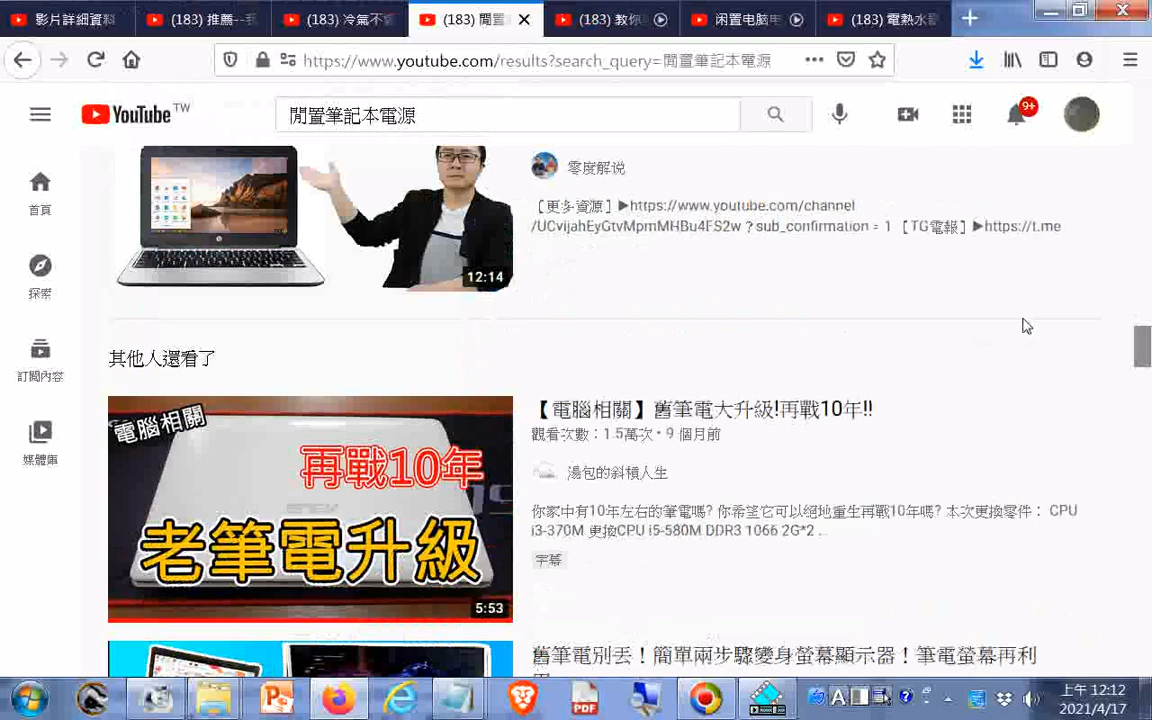 影片詳細資料
(183) 推薦--
(183) 冷氣不
(183) 閒置
(183) 教你
闲置电脑
(183) 電熱水
https://www.youtube.com/results?search_query=閒置筆記本電源
YouTube TW
閒置筆記本電源
9+
首頁
探索
訂閱內容
媒體庫
12:14
零度解说
【更多資源】▶https://www.youtube.com/channel
/UCvijahEyGtvMpmMHBu4FS2w？sub_confirmation = 1 【TG電報】▶https://t.me
其他人還看了
電腦相關
再戰10年
老筆電升級
5:53
【電腦相關】舊筆電大升級!再戰10年!!
觀看次數：1.5萬次 • 9 個月前
湯包的斜槓人生
你家中有10年左右的筆電嗎? 你希望它可以絕地重生再戰10年嗎? 本次更換零件： CPU
i3-370M 更換CPU i5-580M DDR3 1066 2G*2 ...
字幕
舊筆電別丟！簡單兩步驟變身螢幕顯示器！筆電螢幕再利
PDF
A
上午 12:12
2021/4/17